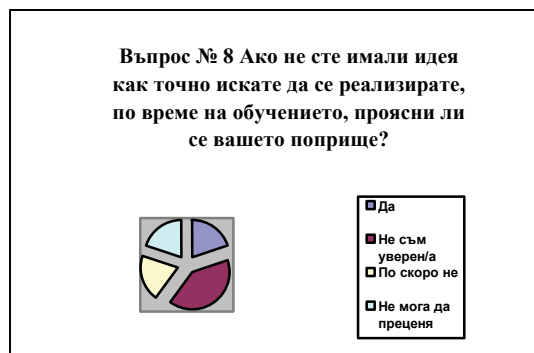 Въпрос № 8 Ако не сте имали идея
как точно искате да се реализирате,
по време на обучението, проясни ли
се вашето поприще?
Да
Не съм
уверен/а
По скоро не
Не мога да
преценя